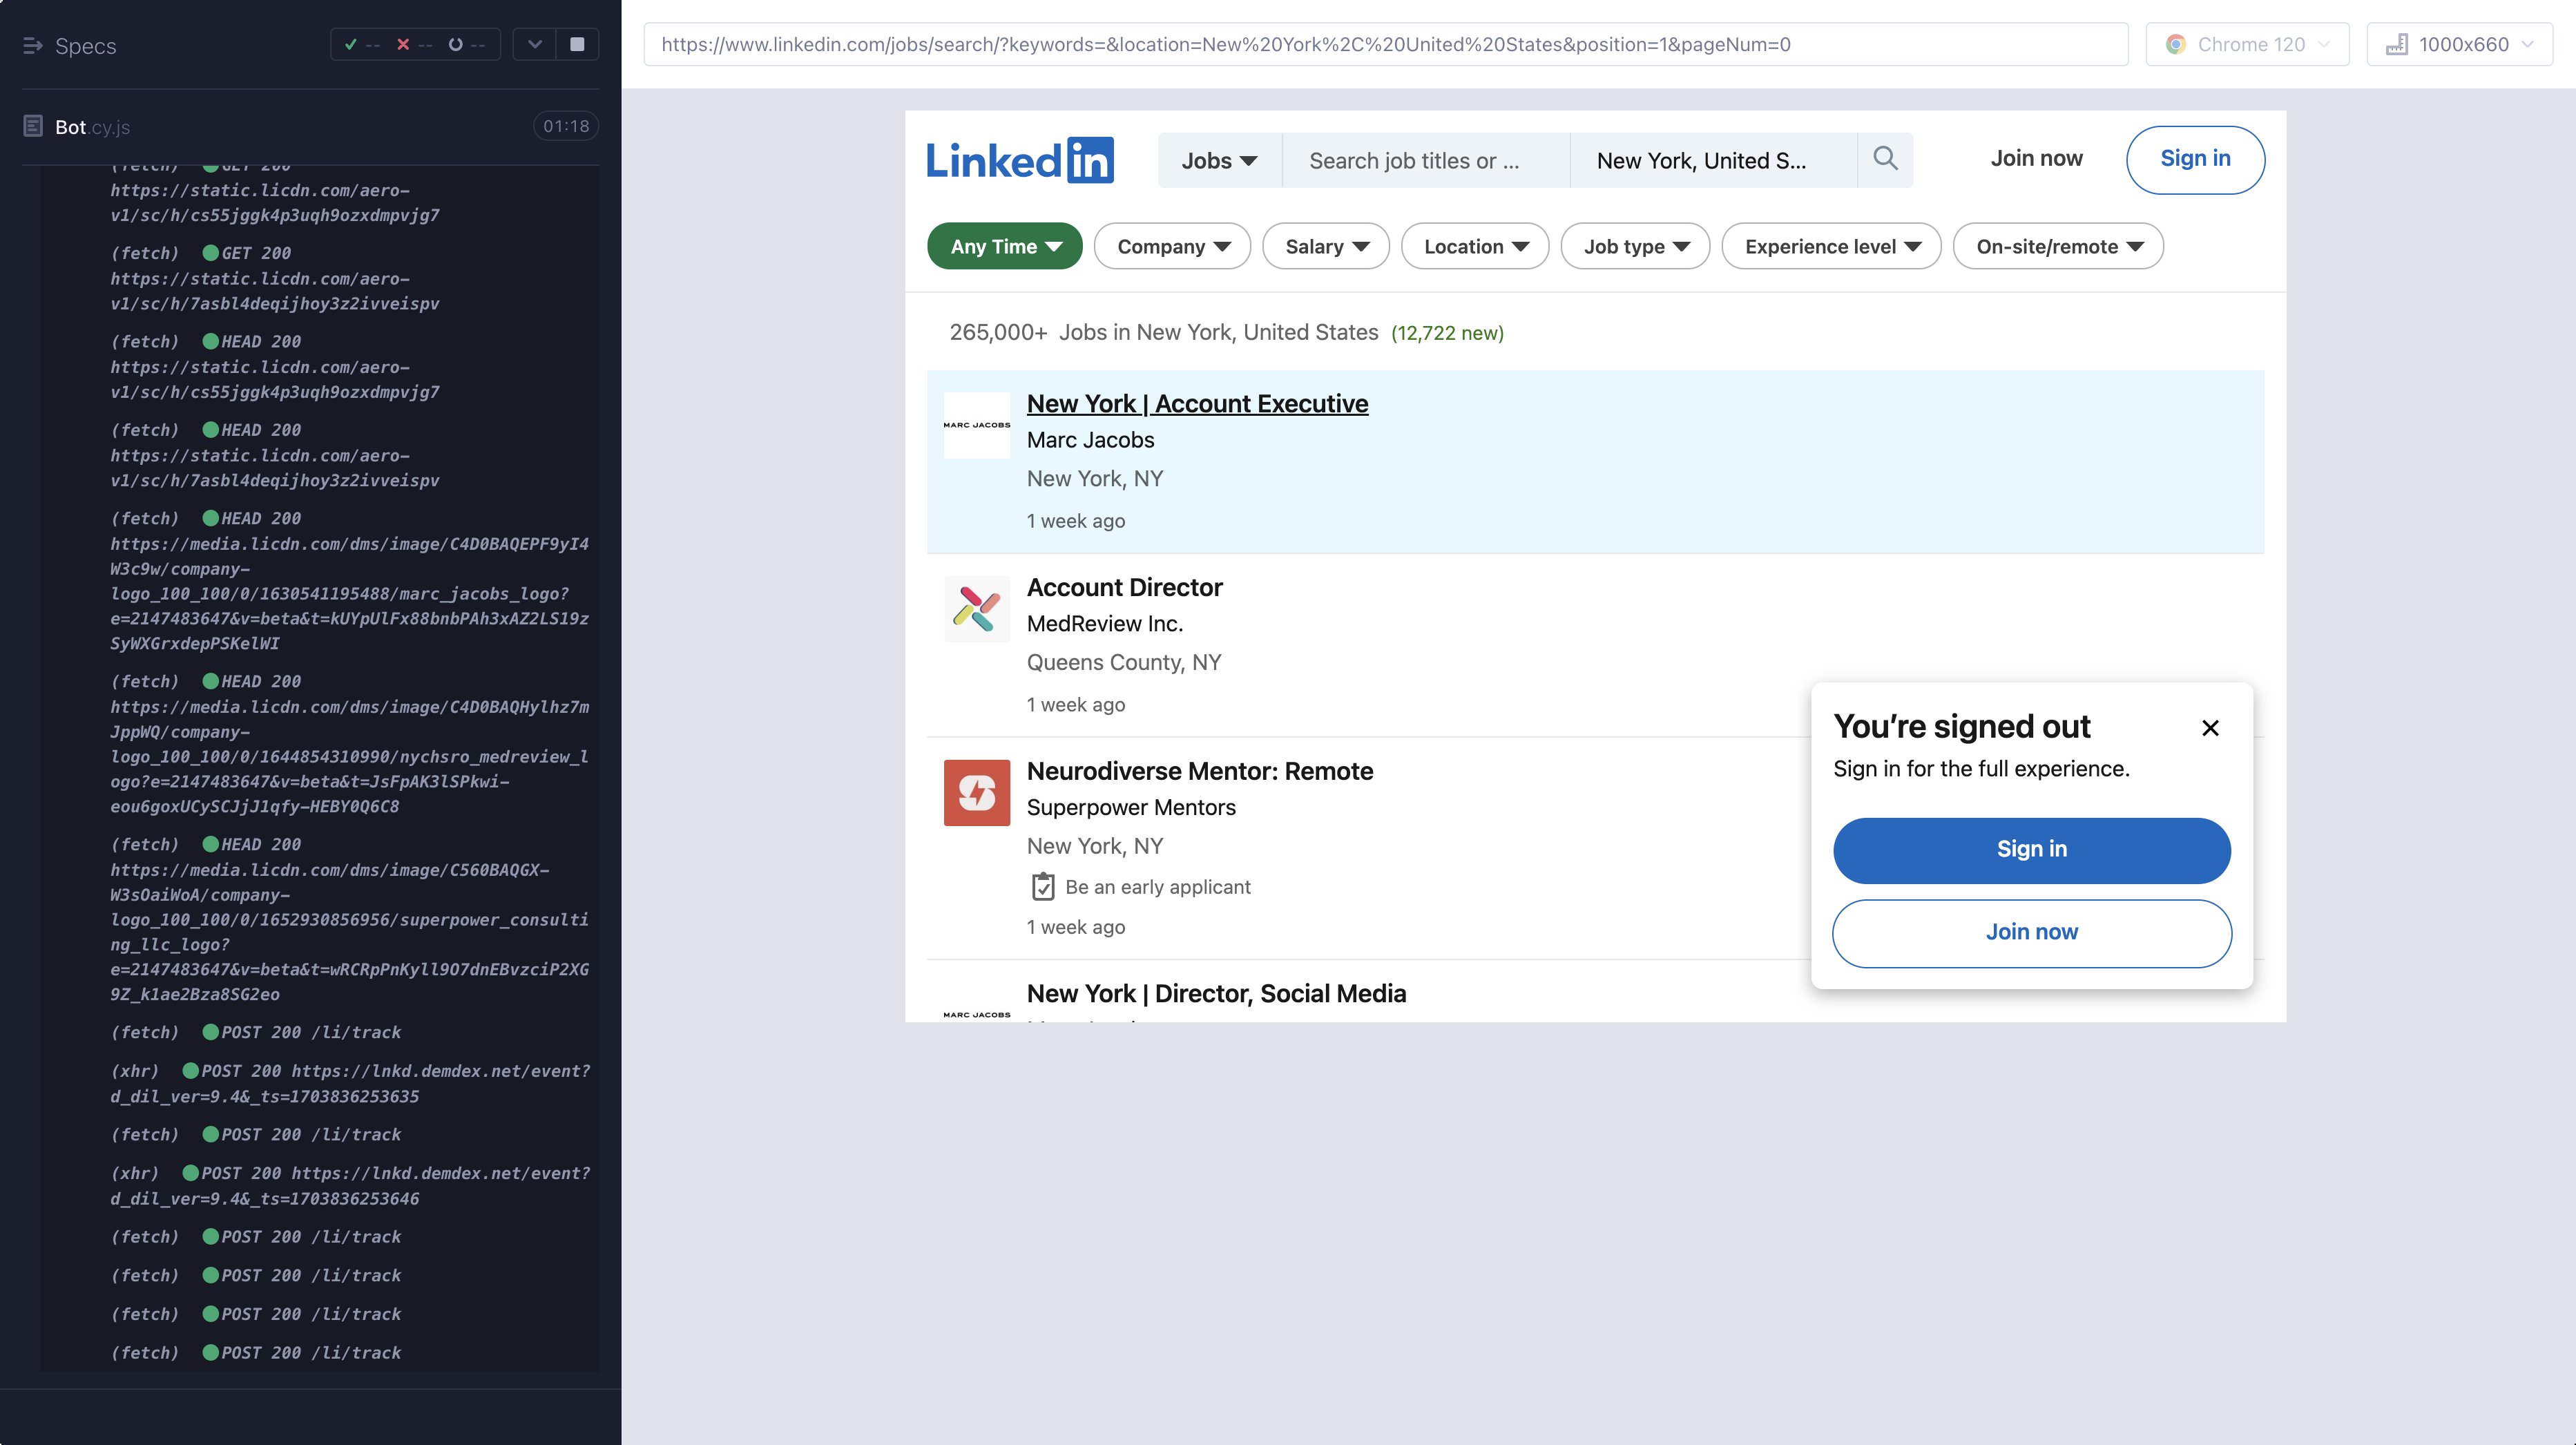 Specs
-- -- --
Bot.cy.js
01:18
(fetch) GET 200
https://static.licdn.com/aero-
v1/sc/h/cs55jggk4p3uqh9ozxdmpvjg7
(fetch) GET 200
https://static.licdn.com/aero-
v1/sc/h/7asbl4deqijhoy3z2ivveispv
(fetch) HEAD 200
https://static.licdn.com/aero-
v1/sc/h/cs55jggk4p3uqh9ozxdmpvjg7
(fetch) HEAD 200
https://static.licdn.com/aero-
v1/sc/h/7asbl4deqijhoy3z2ivveispv
(fetch) HEAD 200
https://media.licdn.com/dms/image/C4D0BAQEPF9yI4
W3c9w/company-
logo_100_100/0/1630541195488/marc_jacobs_logo?
e=2147483647&v=beta&t=kUYpUlFx88bnbPAh3xAZ2LS19z
SyWXGrxdepPSKelWI
(fetch) HEAD 200
https://media.licdn.com/dms/image/C4D0BAQHylhz7m
JppWQ/company-
logo_100_100/0/1644854310990/nychsro_medreview_l
ogo?e=2147483647&v=beta&t=JsFpAK3lSPkwi-
eou6goxUCySCJjJ1qfy-HEBY0Q6C8
(fetch) HEAD 200
https://media.licdn.com/dms/image/C560BAQGX-
W3sOaiWoA/company-
logo_100_100/0/1652930856956/superpower_consulti
ng_llc_logo?
e=2147483647&v=beta&t=wRCRpPnKyll9O7dnEBvzciP2XG
9Z_k1ae2Bza8SG2eo
(fetch) POST 200 /li/track
(xhr) POST 200 https://lnkd.demdex.net/event?
d_dil_ver=9.4&_ts=1703836253635
(fetch) POST 200 /li/track
(xhr) POST 200 https://lnkd.demdex.net/event?
d_dil_ver=9.4&_ts=1703836253646
(fetch) POST 200 /li/track
(fetch) POST 200 /li/track
(fetch) POST 200 /li/track
(fetch) POST 200 /li/track
https://www.linkedin.com/jobs/search/?keywords=&location=New%20York%2C%20United%20States&position=1&pageNum=0
Chrome 120
1000x660
Linkedin
Jobs
Search job titles or ...
New York, United S...
Join now
Sign in
Any Time
Company
Salary
Location
Job type
Experience level
On-site/remote
265,000+ Jobs in New York, United States (12,722 new)
MARC JACOBS
New York | Account Executive
Marc Jacobs
New York, NY
1 week ago
Account Director
MedReview Inc.
Queens County, NY
1 week ago
Neurodiverse Mentor: Remote
Superpower Mentors
New York, NY
Be an early applicant
1 week ago
New York | Director, Social Media
MARC JACOBS
You're signed out
Sign in for the full experience.
Sign in
Join now